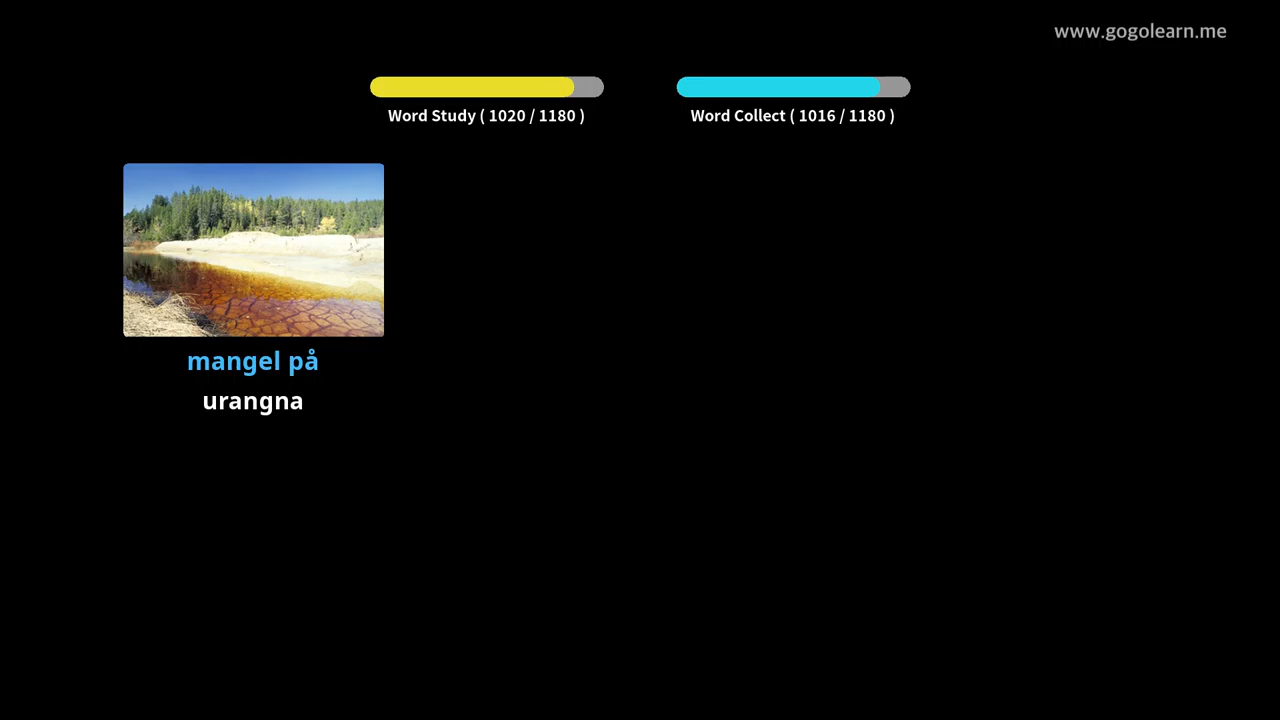 www.gogolearn.me
Word Study ( 1020 / 1180 )
Word Collect ( 1016 / 1180 )
mangel på
urangna